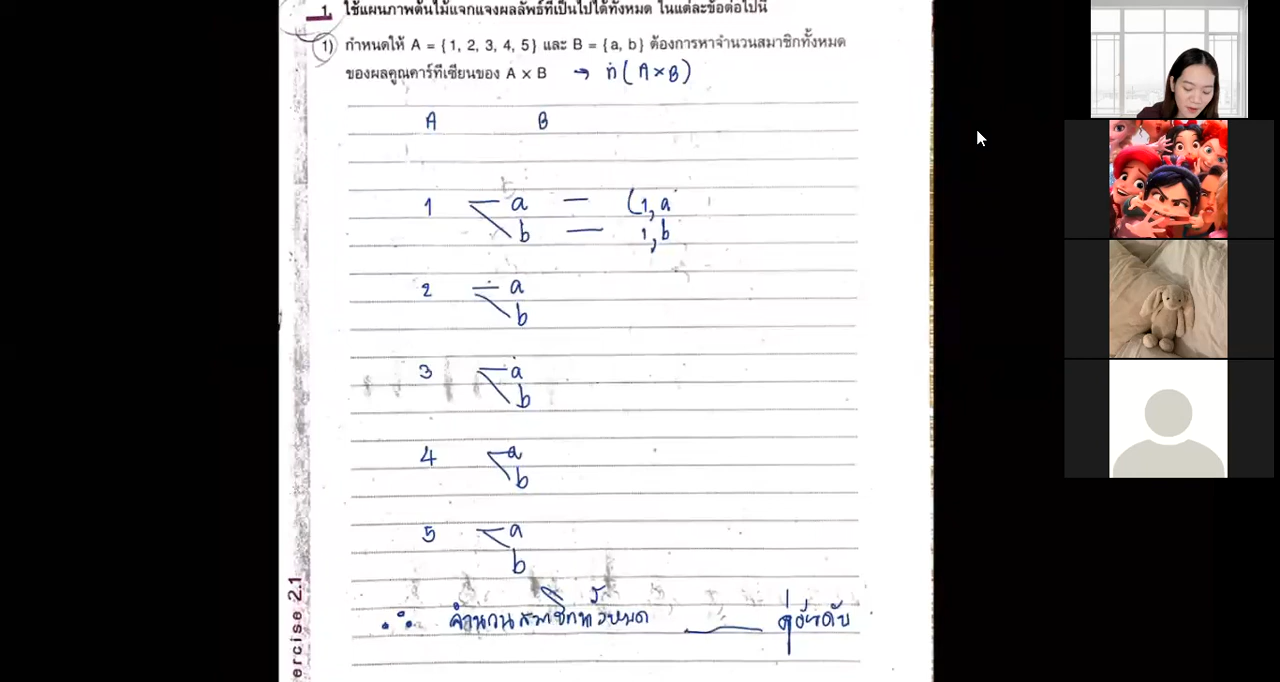 1. ใช้แผนภาพต้นไม้แจกแจงผลลัพธ์ที่เป็นไปได้ทั้งหมด ในแต่ละข้อต่อไปนี้
1) กำหนดให้ A = { 1, 2, 3, 4, 5} และ B = {a, b} ต้องการหาจำนวนสมาชิกทั้งหมด
ของผลคูณคาร์ทีเซียนของ A × B → n(A×B)
A B
1 a — (1,a
b — 1,b
2 a
b
3 a
b
4 a
b
5 a
b
∴ จำนวนสมาชิกทั้งหมด ____ คู่อันดับ
ercise 2.1